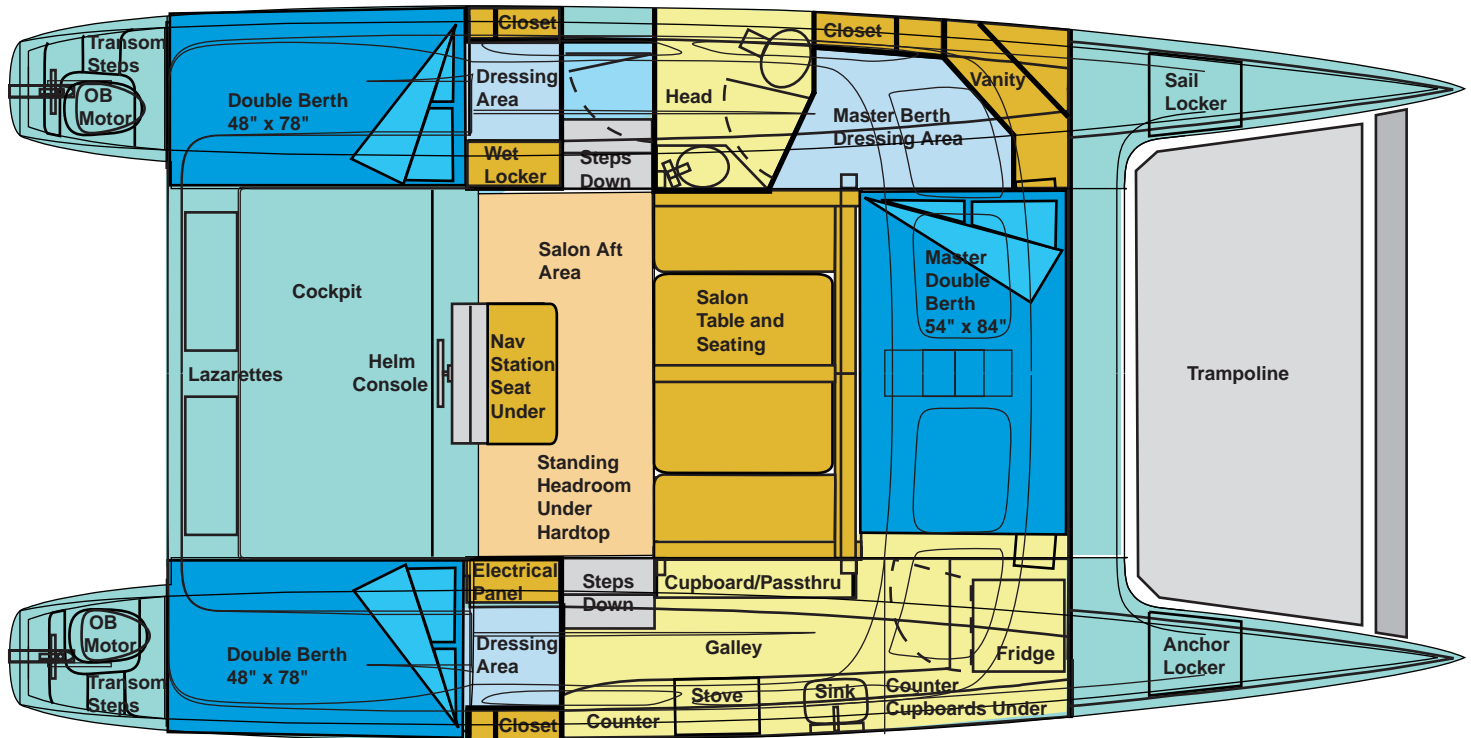 Transom
Steps
OB
Motor
Double Berth
48" x 78"
Closet
Dressing
Area
Wet
Locker
Steps
Down
Head
Closet
Vanity
Master Berth
Dressing Area
Sail
Locker
Cockpit
Lazarettes
Helm
Console
Nav
Station
Seat
Under
Salon Aft
Area
Standing
Headroom
Under
Hardtop
Salon
Table and
Seating
Master
Double
Berth
54" x 84"
Trampoline
OB
Motor
Transom
Steps
Double Berth
48" x 78"
Electrical
Panel
Dressing
Area
Closet
Steps
Down
Cupboard/Passthru
Galley
Counter
Stove
Sink
Counter
Cupboards Under
Fridge
Anchor
Locker